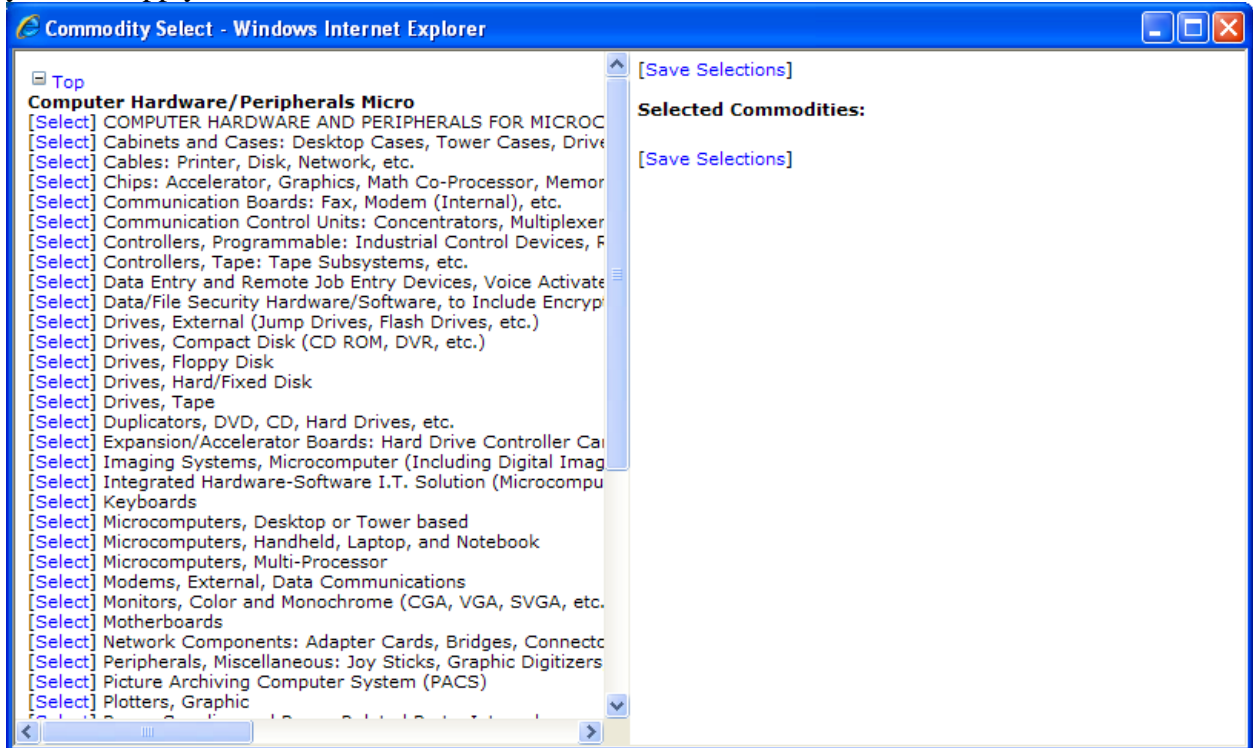 Commodity Select - Windows Internet Explorer
Top
Computer Hardware/Peripherals Micro
[Select] COMPUTER HARDWARE AND PERIPHERALS FOR MICROC
[Select] Cabinets and Cases: Desktop Cases, Tower Cases, Drive
[Select] Cables: Printer, Disk, Network, etc.
[Select] Chips: Accelerator, Graphics, Math Co-Processor, Memor
[Select] Communication Boards: Fax, Modem (Internal), etc.
[Select] Communication Control Units: Concentrators, Multiplexer
[Select] Controllers, Programmable: Industrial Control Devices,
[Select] Controllers, Tape: Tape Subsystems, etc.
[Select] Data Entry and Remote Job Entry Devices, Voice Activate
[Select] Data/File Security Hardware/Software, to Include Encryp
[Select] Drives, External (Jump Drives, Flash Drives, etc.)
[Select] Drives, Compact Disk (CD ROM, DVR, etc.)
[Select] Drives, Floppy Disk
[Select] Drives, Hard/Fixed Disk
[Select] Drives, Tape
[Select] Duplicators, DVD, CD, Hard Drives, etc.
[Select] Expansion/Accelerator Boards: Hard Drive Controller Car
[Select] Imaging Systems, Microcomputer (Including Digital Imag
[Select] Integrated Hardware-Software I.T. Solution (Microcompu
[Select] Keyboards
[Select] Microcomputers, Desktop or Tower based
[Select] Microcomputers, Handheld, Laptop, and Notebook
[Select] Microcomputers, Multi-Processor
[Select] Modems, External, Data Communications
[Select] Monitors, Color and Monochrome (CGA, VGA, SVGA, etc.
[Select] Motherboards
[Select] Network Components: Adapter Cards, Bridges, Connecto
[Select] Peripherals, Miscellaneous: Joy Sticks, Graphic Digitizers
[Select] Picture Archiving Computer System (PACS)
[Select] Plotters, Graphic
[Save Selections]
Selected Commodities:
[Save Selections]